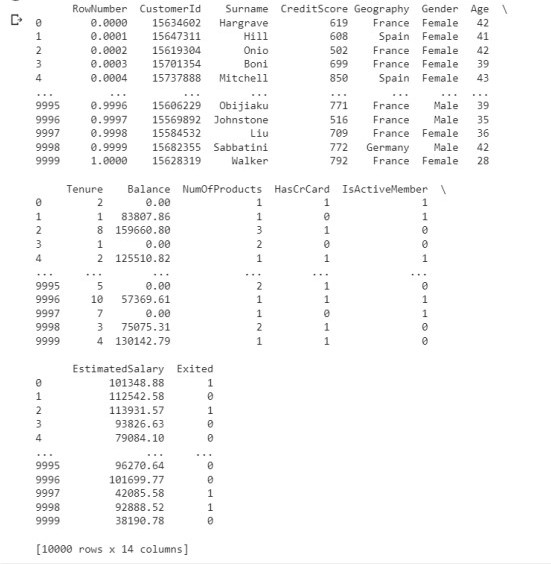 RowNumber CustomerId Surname CreditScore Geography Gender Age \
0 0.0000 15634602 Hargrave 619 France Female 42
1 0.0001 15647311 Hill 608 Spain Female 41
2 0.0002 15619304 Onio 502 France Female 42
3 0.0003 15701354 Boni 699 France Female 39
4 0.0004 15737888 Mitchell 850 Spain Female 43
... ... ... ... ... ... ... ...
9995 0.9996 15606229 Obijiaku 771 France Male 39
9996 0.9997 15569892 Johnstone 516 France Male 35
9997 0.9998 15584532 Liu 709 France Female 36
9998 0.9999 15682355 Sabbatini 772 Germany Male 42
9999 1.0000 15628319 Walker 792 France Female 28
Tenure Balance NumOfProducts HasCrCard IsActiveMember \
0 2 0.00 1 1 1
1 1 83807.86 1 0 1
2 8 159660.80 3 1 0
3 1 0.00 2 0 0
4 2 125510.82 1 1 1
... ... ... ... ... ...
9995 5 0.00 2 1 0
9996 10 57369.61 1 1 1
9997 7 0.00 1 0 1
9998 3 75075.31 2 1 0
9999 4 130142.79 1 1 0
EstimatedSalary Exited
0 101348.88 1
1 112542.58 0
2 113931.57 1
3 93826.63 0
4 79084.10 0
... ... ...
9995 96270.64 0
9996 101699.77 0
9997 42085.58 1
9998 92888.52 1
9999 38190.78 0
[10000 rows x 14 columns]